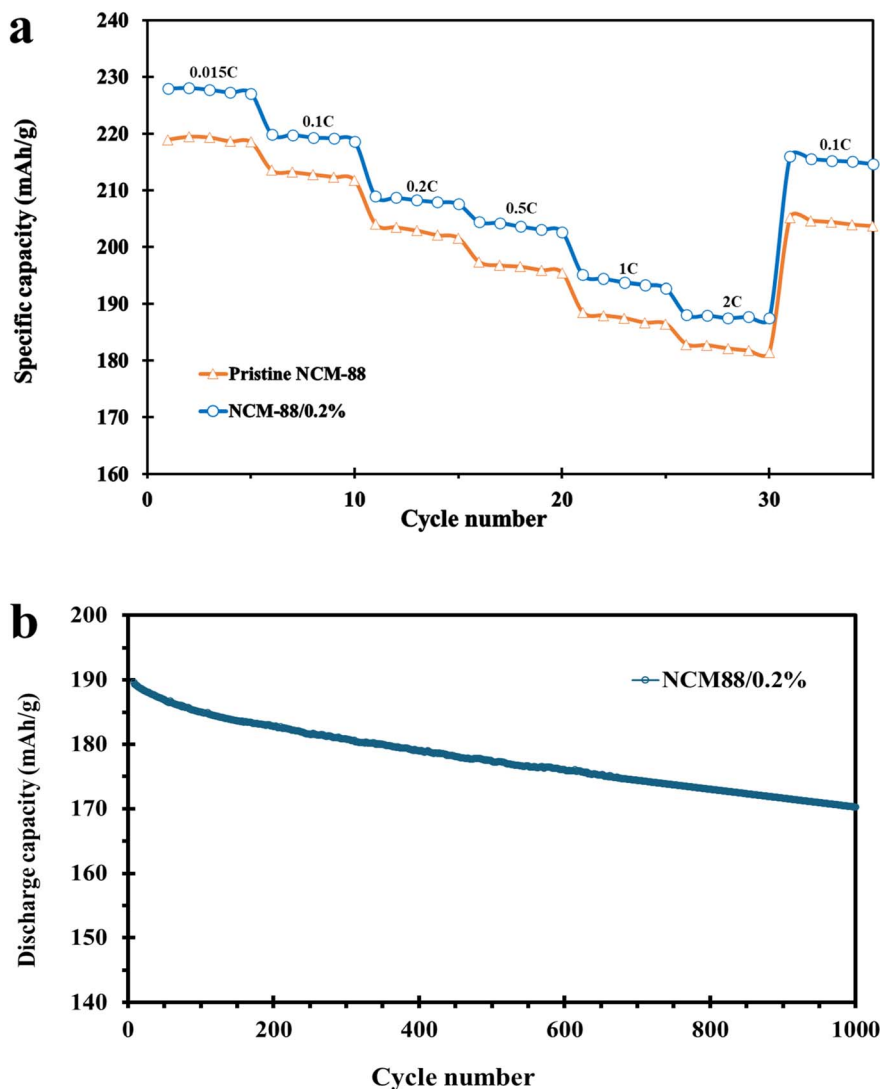 a
240
230
220
210
200
190
180
170
160
0
10
20
30
Specific capacity (mAh/g)
Cycle number
0.015C
0.1C
0.2C
0.5C
1C
2C
0.1C
Pristine NCM-88
NCM-88/0.2%
b
200
190
180
170
160
150
140
0
200
400
600
800
1000
Discharge capacity (mAh/g)
Cycle number
NCM88/0.2%